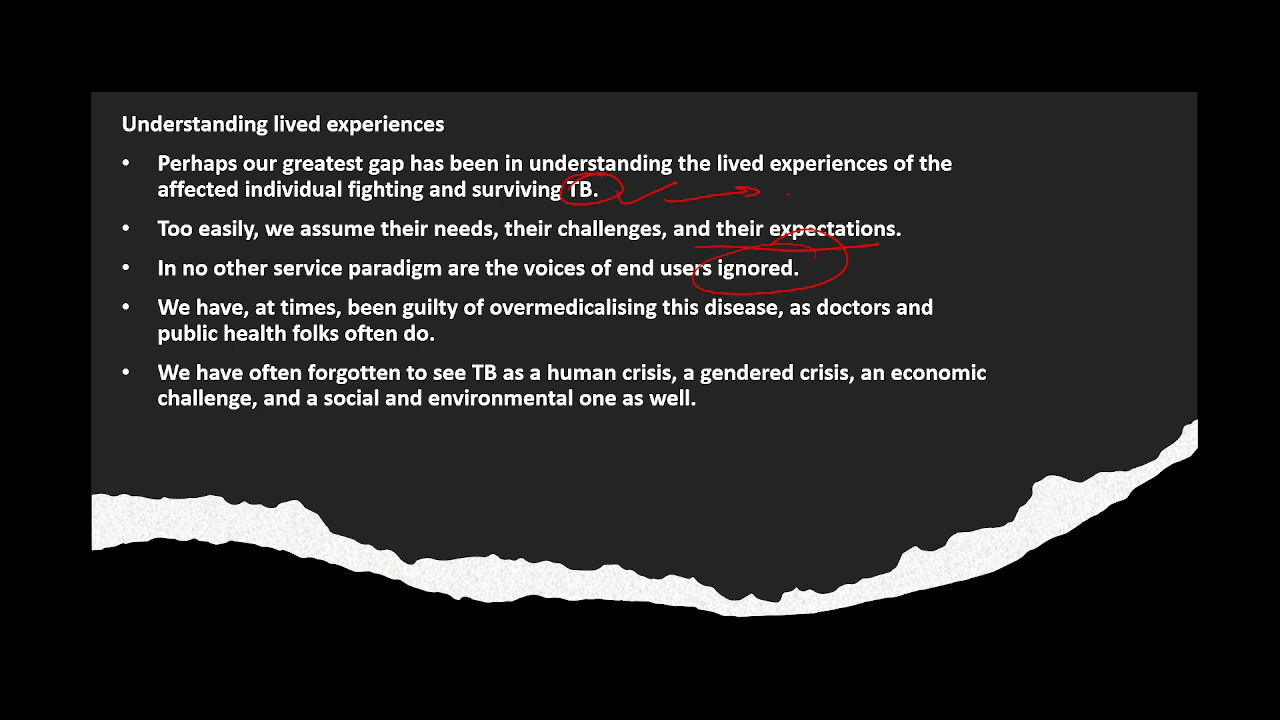 Understanding lived experiences
• Perhaps our greatest gap has been in understanding the lived experiences of the
affected individual fighting and surviving TB.
• Too easily, we assume their needs, their challenges, and their expectations.
• In no other service paradigm are the voices of end users ignored.
• We have, at times, been guilty of overmedicalising this disease, as doctors and
public health folks often do.
• We have often forgotten to see TB as a human crisis, a gendered crisis, an economic
challenge, and a social and environmental one as well.